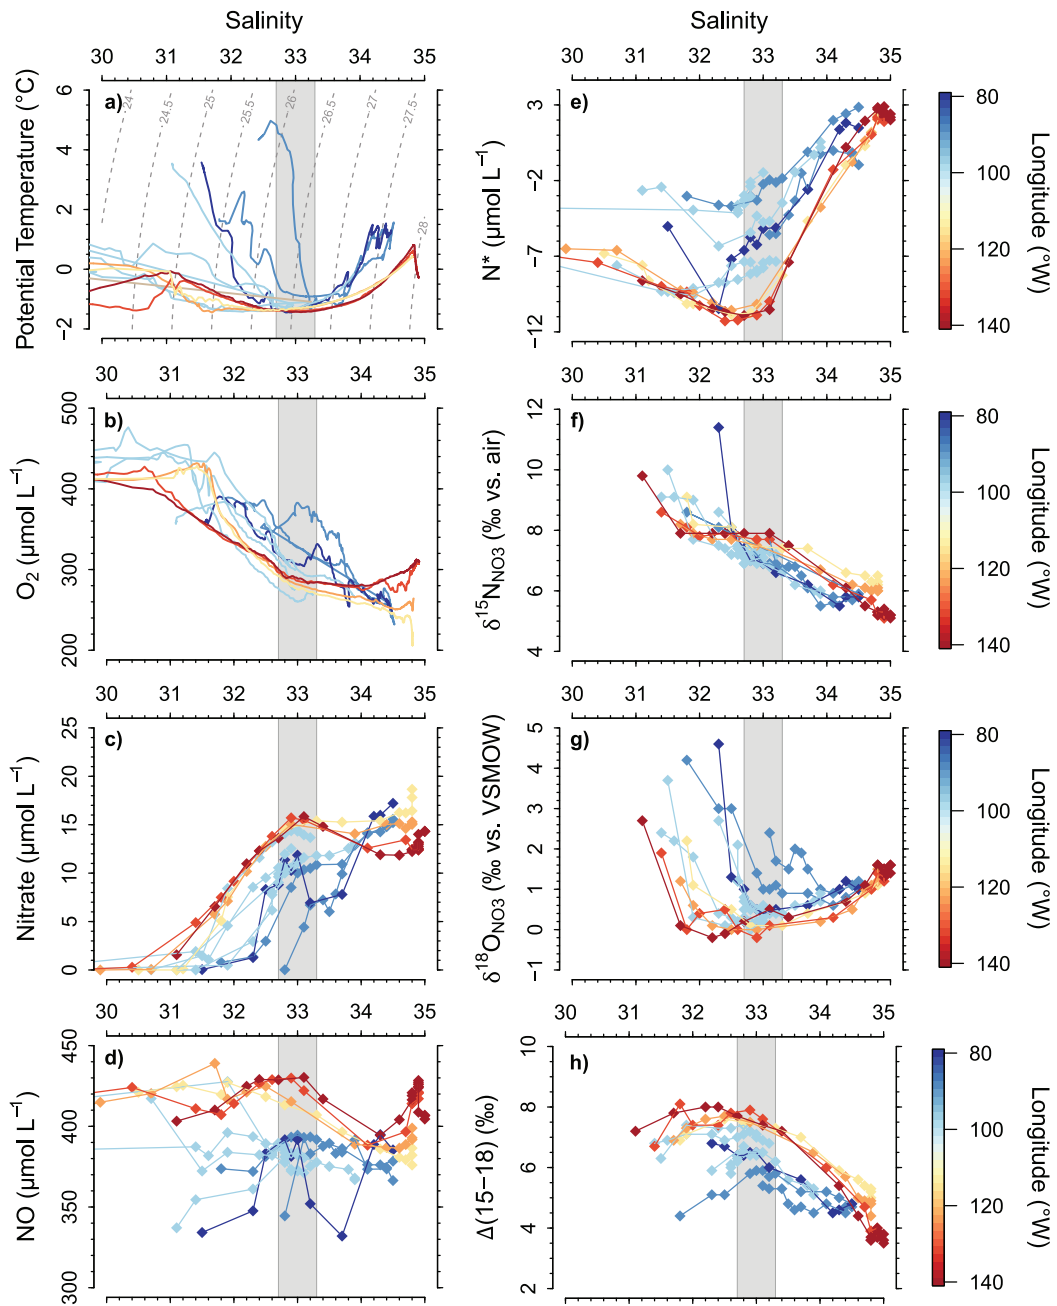 Salinity
30 31 32 33 34 35
a)
24 24.5 25 25.5 26 26.5 27 27.5 28
Potential Temperature (°C)
6
4
2
0
−2
30 31 32 33 34 35
b)
O₂ (μmol L⁻¹)
500
400
300
200
30 31 32 33 34 35
c)
Nitrate (μmol L⁻¹)
25
20
15
10
5
0
30 31 32 33 34 35
d)
NO (μmol L⁻¹)
450
400
350
300
Salinity
30 31 32 33 34 35
e)
N* (μmol L⁻¹)
3
−2
−7
−12
80
100
120
140
Longitude (°W)
30 31 32 33 34 35
f)
δ¹⁵N_NO3 (‰ vs. air)
12
10
8
6
4
80
100
120
140
Longitude (°W)
30 31 32 33 34 35
g)
δ¹⁸O_NO3 (‰ vs. VSMOW)
5
4
3
2
1
0
−1
80
100
120
140
Longitude (°W)
30 31 32 33 34 35
h)
Δ(15−18) (‰)
10
8
6
4
2
80
100
120
140
Longitude (°W)